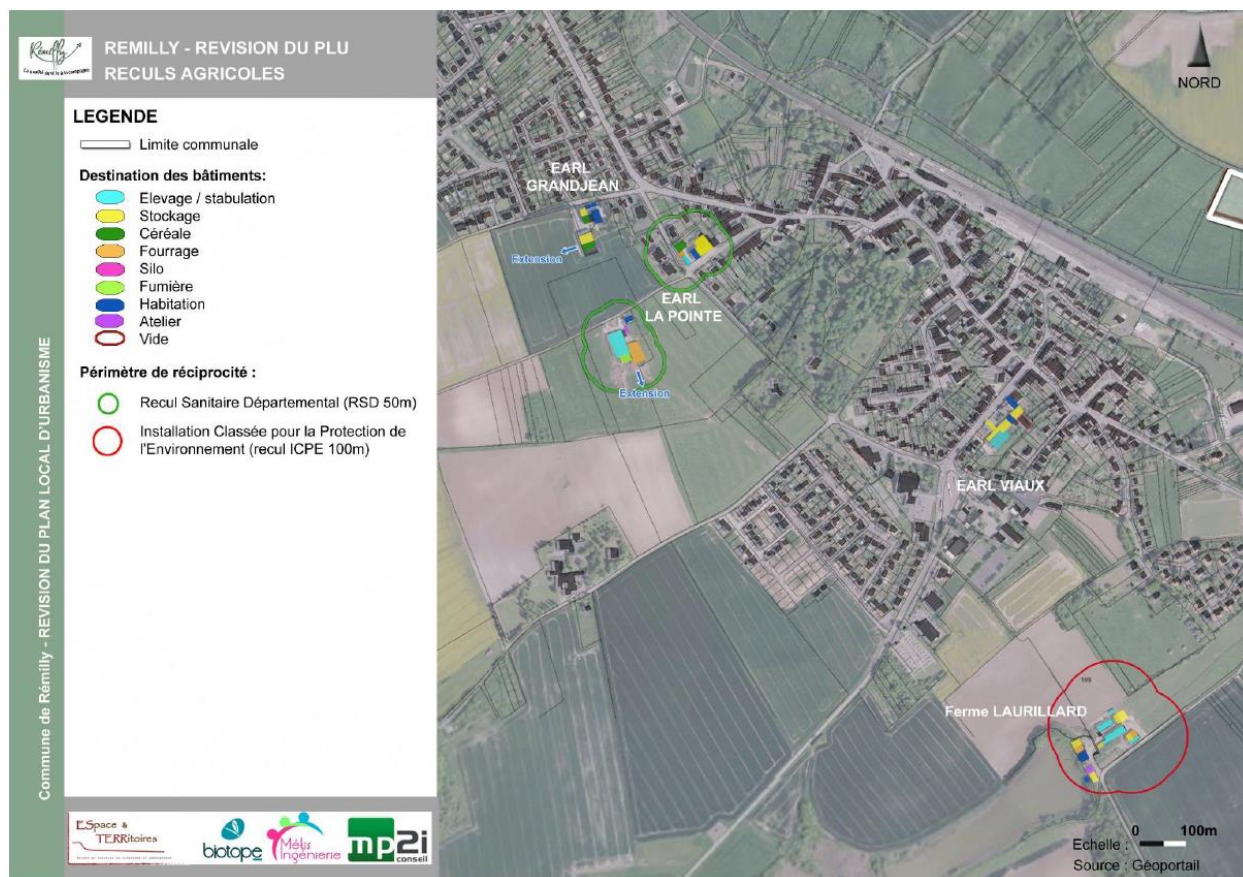 Rémilly
REMILLY - REVISION DU PLU
RECULS AGRICOLES
LEGENDE
Limite communale
Destination des bâtiments:
Elevage / stabulation
Stockage
Céréale
Fourrage
Silo
Fumière
Habitation
Atelier
Vide
Périmètre de réciprocité :
Recul Sanitaire Départemental (RSD 50m)
Installation Classée pour la Protection de
l'Environnement (recul ICPE 100m)
Commune de Rémilly - REVISION DU PLAN LOCAL D'URBANISME
ESpace &
TERRitoires
biotope
Mélis
Ingénierie
mp2i
conseil
NORD
EARL
GRANDJEAN
Extension
EARL
LA POINTE
Extension
EARL VIAUX
Ferme LAURILLARD
0 100m
Echelle :
Source : Géoportail